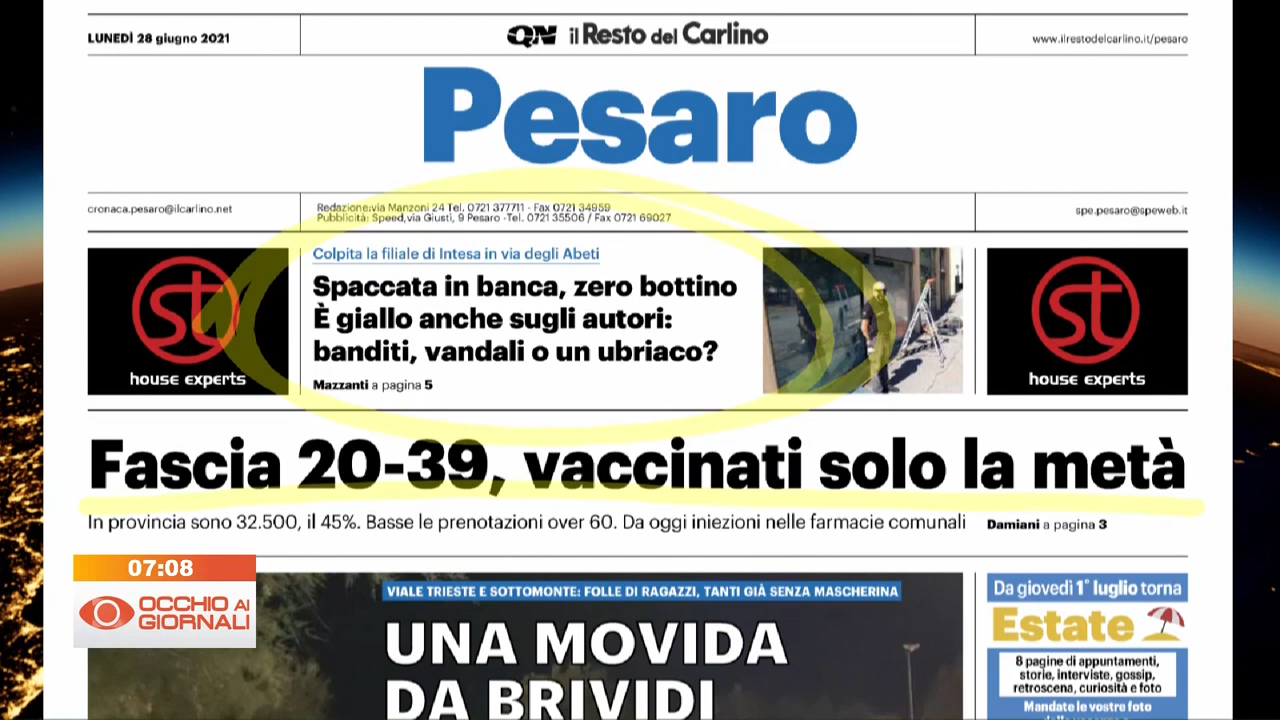 LUNEDÌ 28 giugno 2021
QN il Resto del Carlino
www.ilrestodelcarlino.it/pesaro
Pesaro
cronaca.pesaro@ilcarlino.net
Redazione: via Manzoni 24 Tel. 0721 377711 - Fax 0721 34959
Pubblicità: Speed, via Giusti, 9 Pesaro -Tel. 0721 35506 / Fax 0721 69027
spe.pesaro@speweb.it
st
house experts
Colpita la filiale di Intesa in via degli Abeti
Spaccata in banca, zero bottino
È giallo anche sugli autori:
banditi, vandali o un ubriaco?
Mazzanti a pagina 5
st
house experts
Fascia 20-39, vaccinati solo la metà
In provincia sono 32.500, il 45%. Basse le prenotazioni over 60. Da oggi iniezioni nelle farmacie comunali
Damiani a pagina 3
07:08
OCCHIO AI
GIORNALI
VIALE TRIESTE E SOTTOMONTE: FOLLE DI RAGAZZI, TANTI GIÀ SENZA MASCHERINA
UNA MOVIDA
DA BRIVIDI
Da giovedì 1° luglio torna
Estate
8 pagine di appuntamenti,
storie, interviste, gossip,
retroscena, curiosità e foto
Mandate le vostre foto